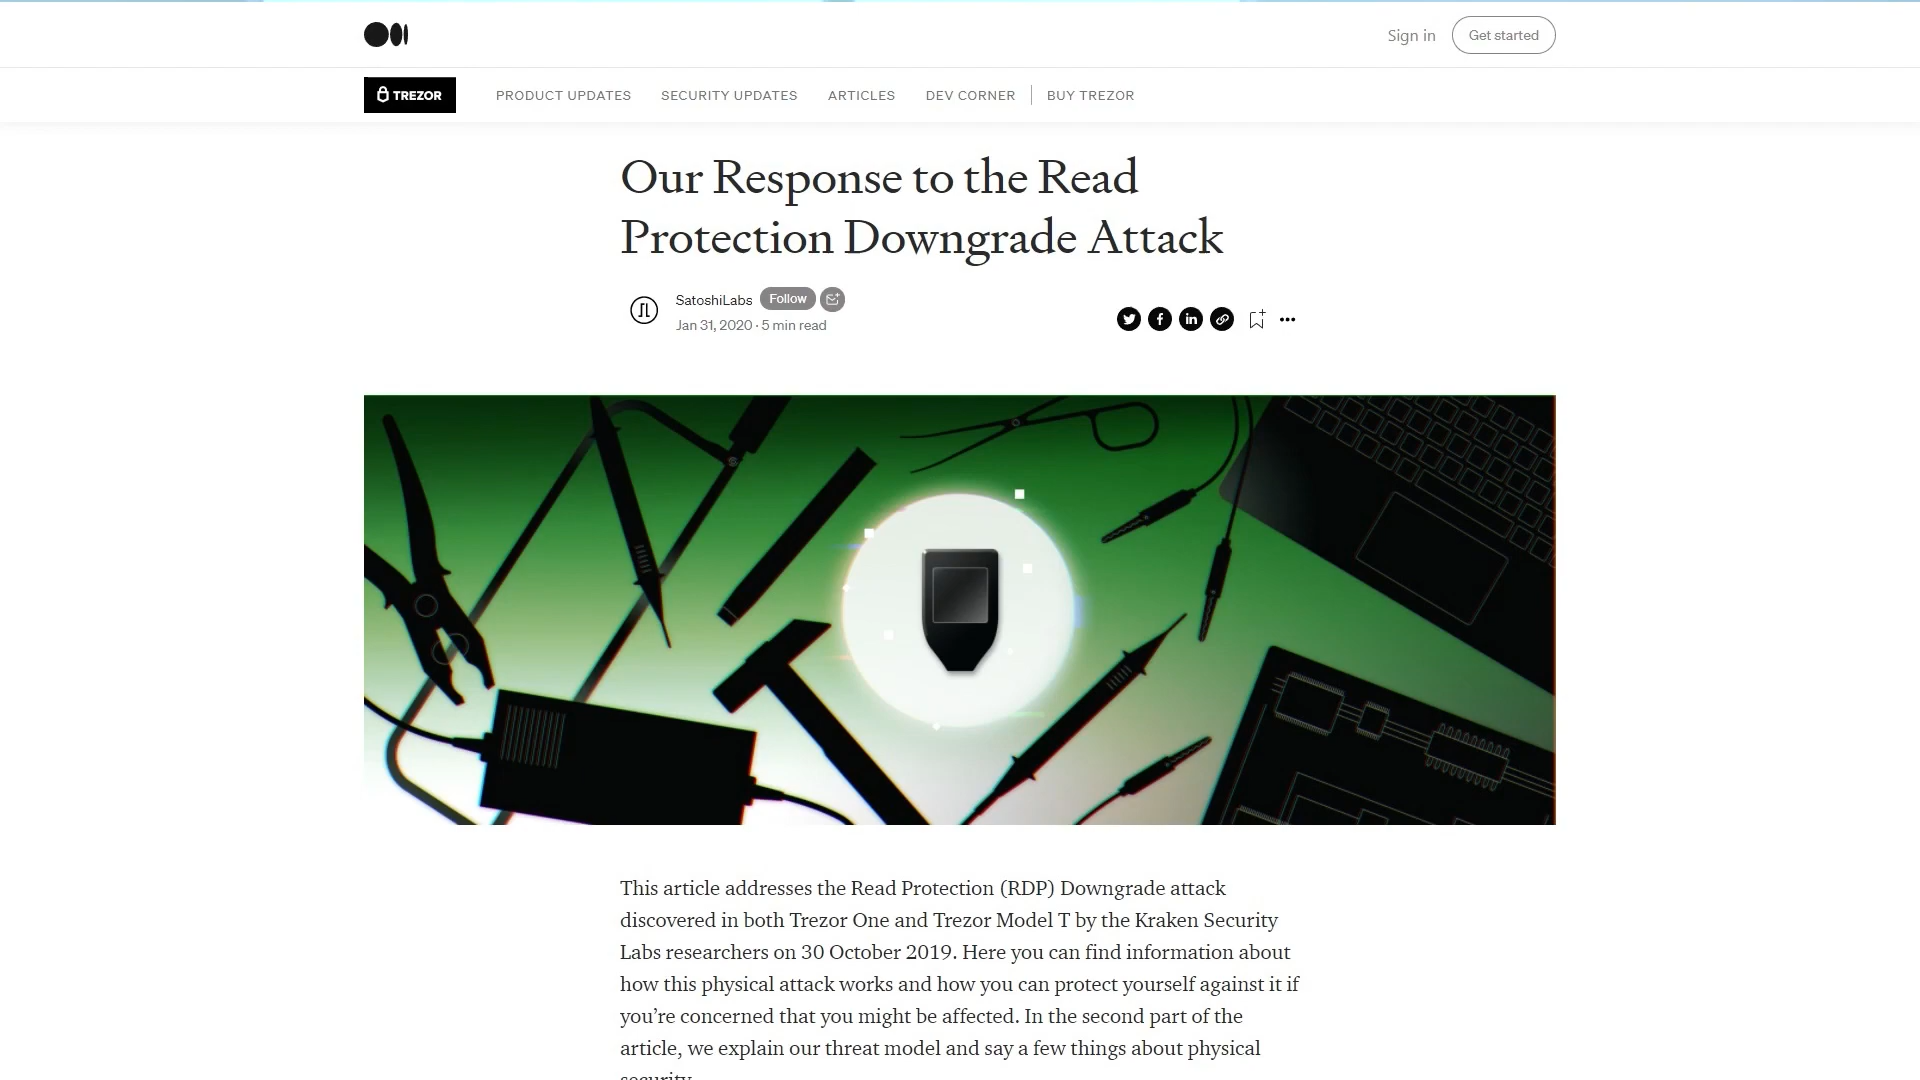 Sign in
Get started
TREZOR
PRODUCT UPDATES
SECURITY UPDATES
ARTICLES
DEV CORNER
BUY TREZOR
Our Response to the Read
Protection Downgrade Attack
SatoshiLabs
Follow
Jan 31, 2020 · 5 min read
This article addresses the Read Protection (RDP) Downgrade attack
discovered in both Trezor One and Trezor Model T by the Kraken Security
Labs researchers on 30 October 2019. Here you can find information about
how this physical attack works and how you can protect yourself against it if
you’re concerned that you might be affected. In the second part of the
article, we explain our threat model and say a few things about physical
security.